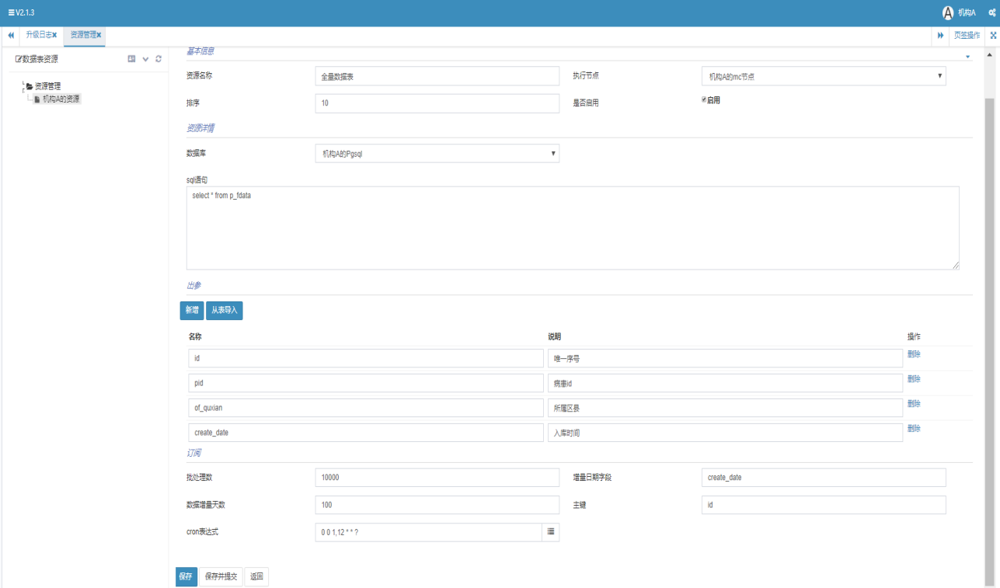 V2.1.3 机构A
升级日志 资源管理 页签操作
数据表资源
资源管理
机构A的资源
基本信息
资源名称 全量数据表 执行节点 机构A的mc节点
排序 10 是否启用 启用
资源详情
数据库 机构A的Pgsql
sql语句
select * from p_fdata
出参
新增 从表导入
名称 说明 操作
id 唯一序号 删除
pid 病患id 删除
of_quxian 所属区县 删除
create_date 入库时间 删除
订阅
批处理数 10000 增量日期字段 create_date
数据增量天数 100 主键 id
cron表达式 0 0 1,12 * * ?
保存 保存并提交 返回